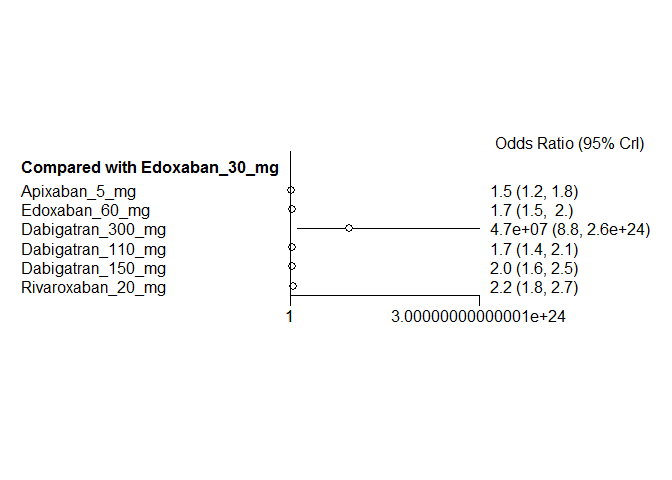 Odds Ratio (95% Crl)
Compared with Edoxaban_30_mg
Apixaban_5_mg 1.5 (1.2, 1.8)
Edoxaban_60_mg 1.7 (1.5, 2.)
Dabigatran_300_mg 4.7e+07 (8.8, 2.6e+24)
Dabigatran_110_mg 1.7 (1.4, 2.1)
Dabigatran_150_mg 2.0 (1.6, 2.5)
Rivaroxaban_20_mg 2.2 (1.8, 2.7)
1 3.00000000000001e+24